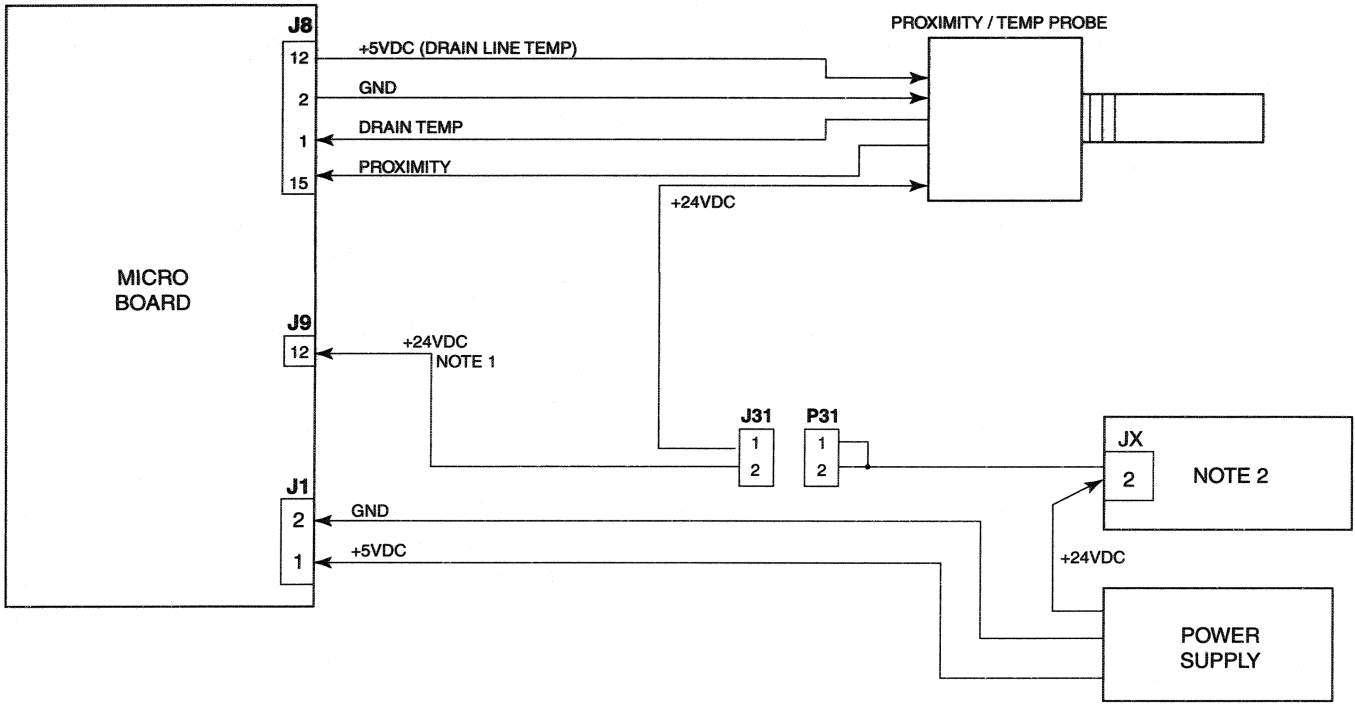 PROXIMITY / TEMP PROBE
J8
12
+5VDC (DRAIN LINE TEMP)
2
GND
1
DRAIN TEMP
15
PROXIMITY
+24VDC
MICRO
BOARD
J9
12
+24VDC
NOTE 1
J31
1
2
P31
1
2
JX
2
NOTE 2
J1
2
GND
1
+5VDC
+24VDC
POWER
SUPPLY